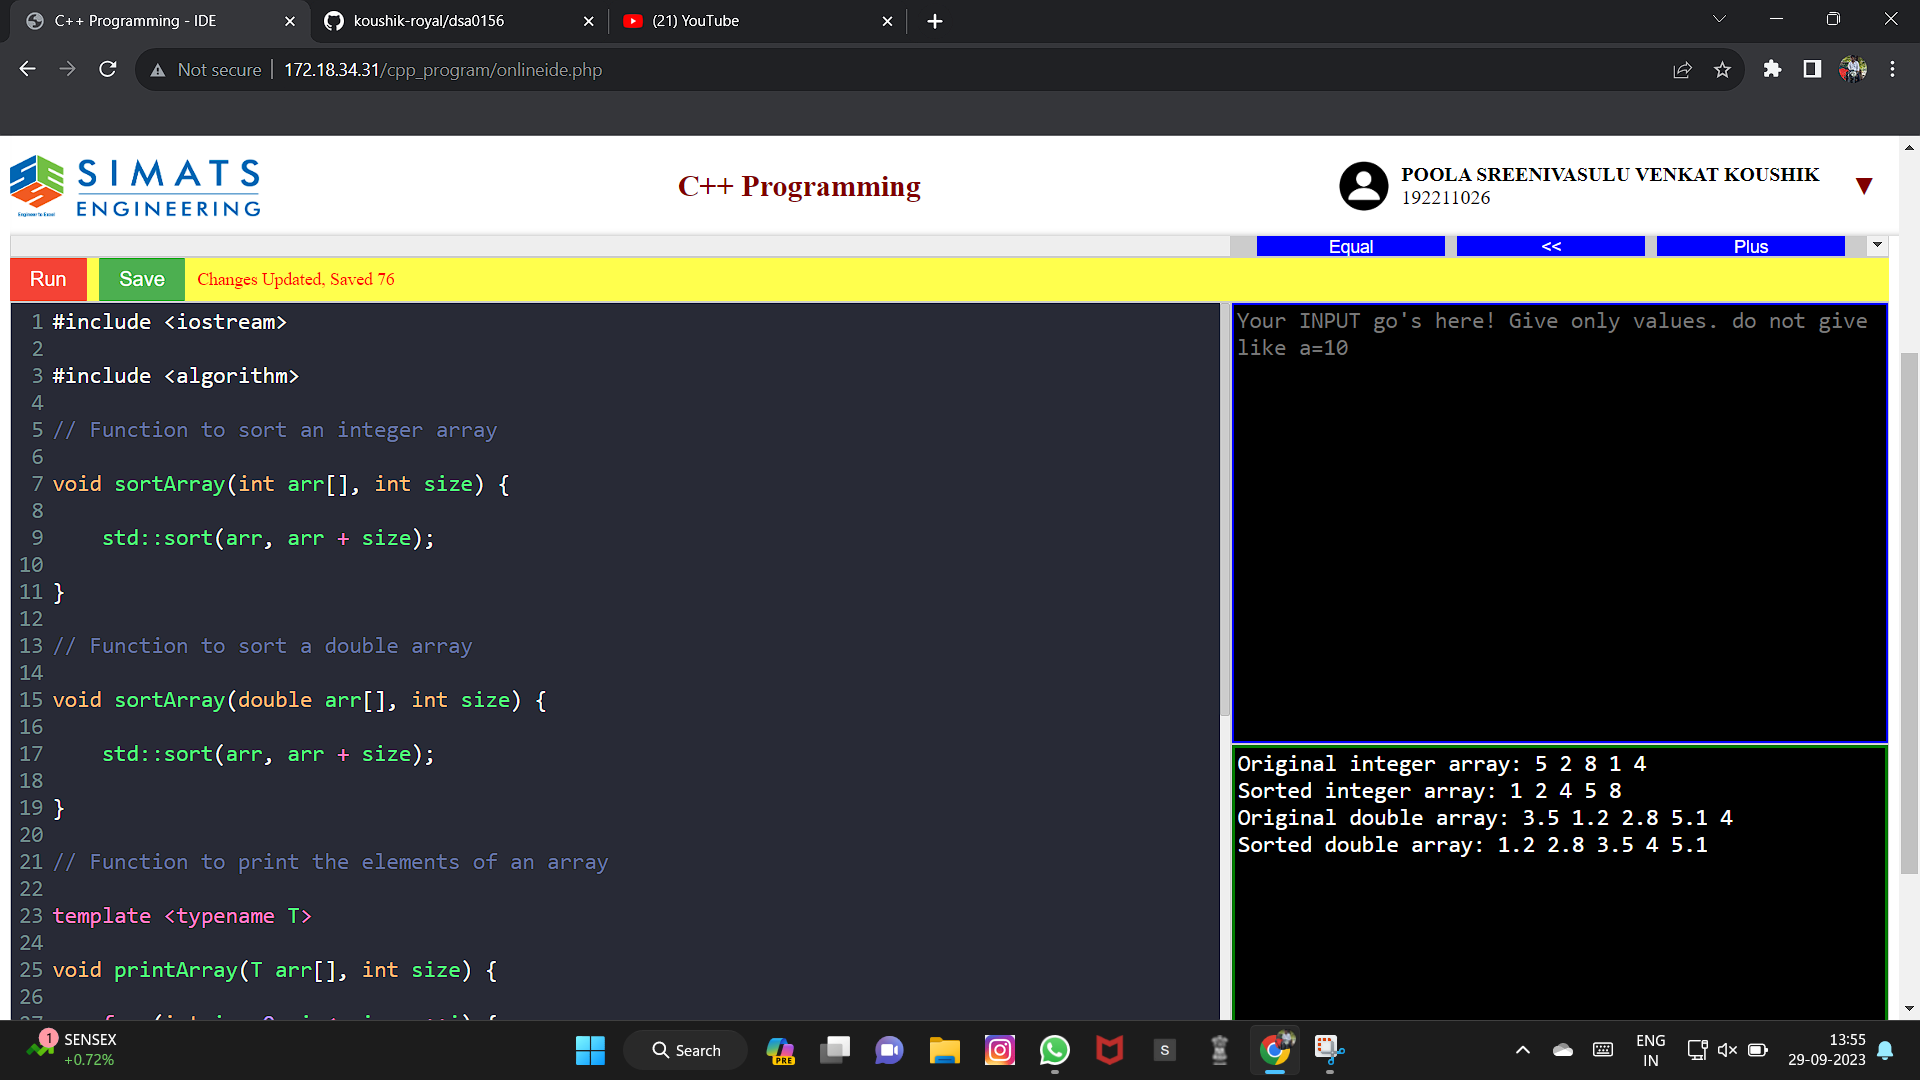 C++ Programming - IDE
koushik-royal/dsa0156
(21) YouTube
Not secure
172.18.34.31/cpp_program/onlineide.php
SIMATS
ENGINEERING
Engineer to Excel
C++ Programming
POOLA SREENIVASULU VENKAT KOUSHIK
192211026
Equal
<<
Plus
Run
Save
Changes Updated, Saved 76
1 #include <iostream>
2
3 #include <algorithm>
4
5 // Function to sort an integer array
6
7 void sortArray(int arr[], int size) {
8
9     std::sort(arr, arr + size);
10
11 }
12
13 // Function to sort a double array
14
15 void sortArray(double arr[], int size) {
16
17     std::sort(arr, arr + size);
18
19 }
20
21 // Function to print the elements of an array
22
23 template <typename T>
24
25 void printArray(T arr[], int size) {
26
Your INPUT go's here! Give only values. do not give
like a=10
Original integer array: 5 2 8 1 4
Sorted integer array: 1 2 4 5 8
Original double array: 3.5 1.2 2.8 5.1 4
Sorted double array: 1.2 2.8 3.5 4 5.1
1
SENSEX
+0.72%
Search
PRE
S
ENG
IN
13:55
29-09-2023